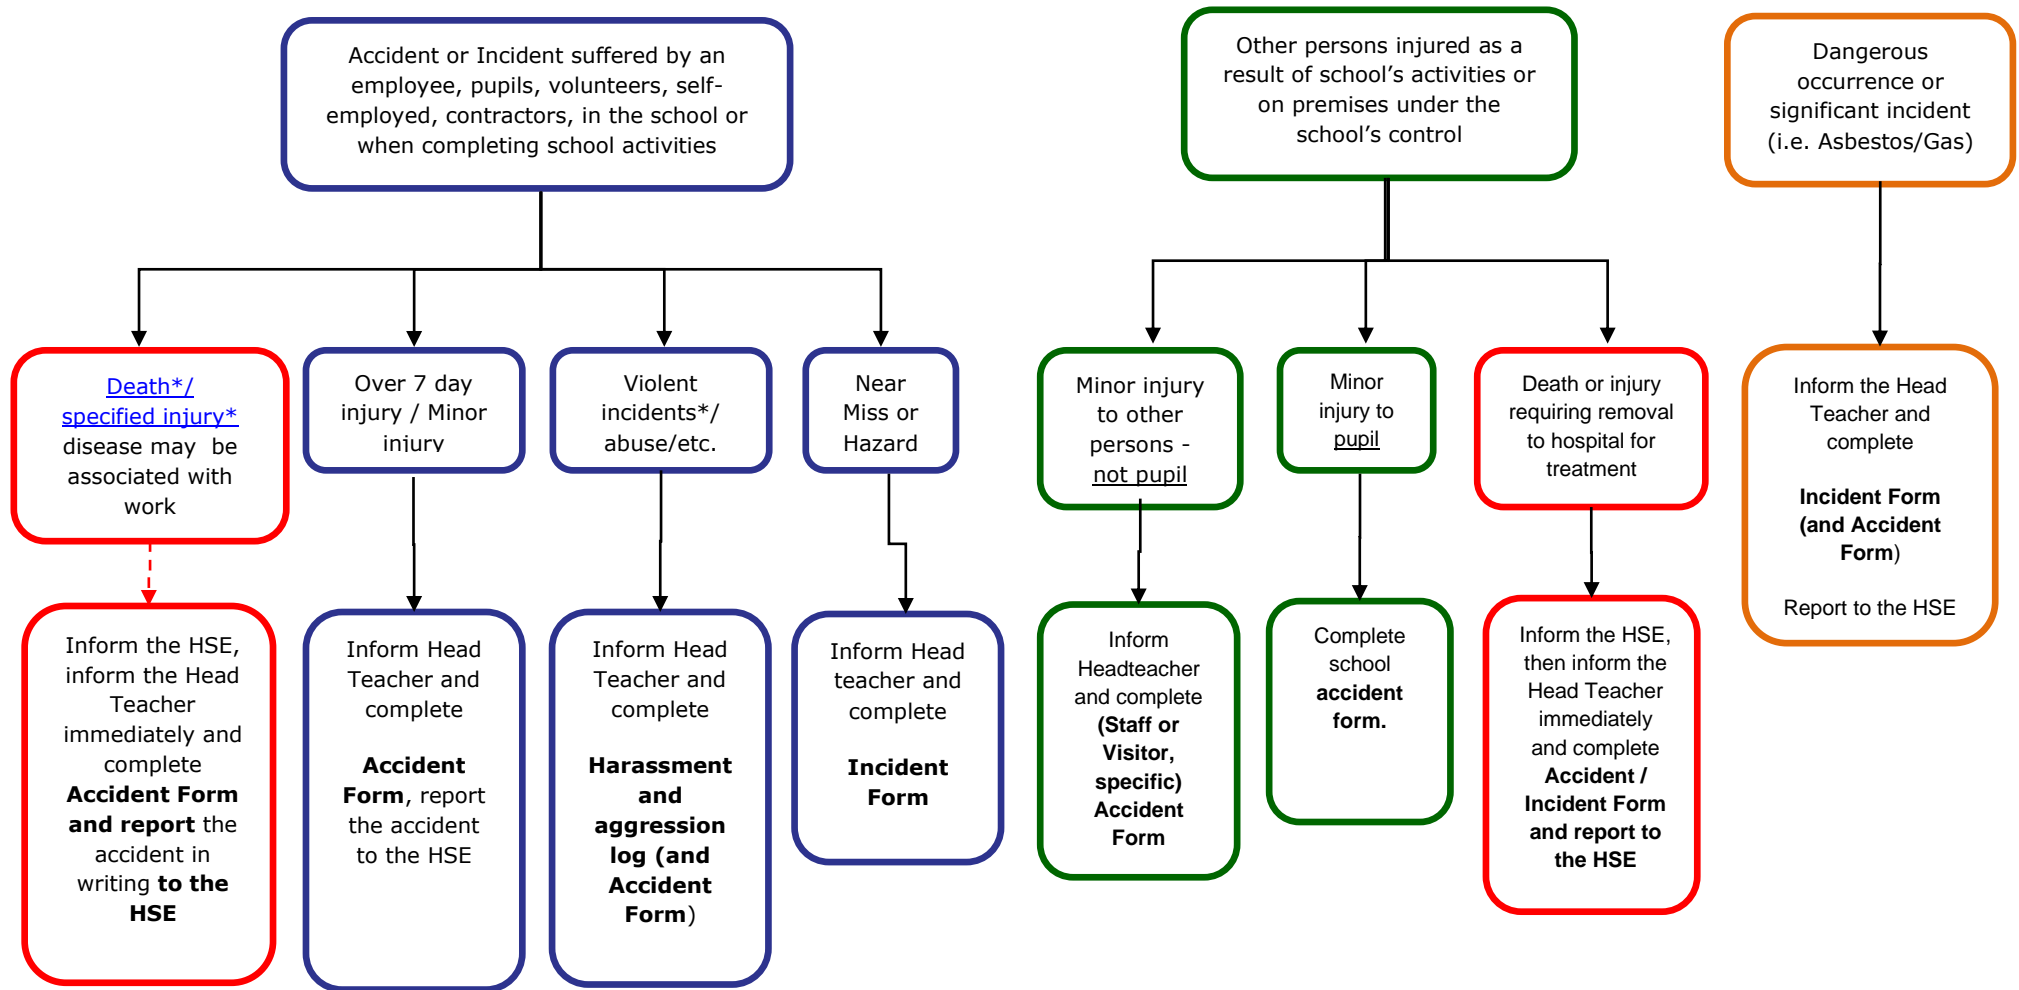 Accident or Incident suffered by an
employee, pupils, volunteers, self-
employed, contractors, in the school or
when completing school activities
Other persons injured as a
result of school’s activities or
on premises under the
school’s control
Dangerous
occurrence or
significant incident
(i.e. Asbestos/Gas)
Death*/
specified injury*
disease may  be
associated with
work
Over 7 day
injury / Minor
injury
Violent
incidents*/
abuse/etc.
Near
Miss or
Hazard
Minor injury
to other
persons -
not pupil
Minor
injury to
pupil
Death or injury
requiring removal
to hospital for
treatment
Inform the Head
Teacher and
complete
Incident Form
(and Accident
Form)
Report to the HSE
Inform the HSE,
inform the Head
Teacher
immediately and
complete
Accident Form
and report the
accident in
writing to the
HSE
Inform Head
Teacher and
complete
Accident
Form, report
the accident
to the HSE
Inform Head
Teacher and
complete
Harassment
and
aggression
log (and
Accident
Form)
Inform Head
teacher and
complete
Incident
Form
Inform
Headteacher
and complete
(Staff or
Visitor,
specific)
Accident
Form
Complete
school
accident
form.
Inform the HSE,
then inform the
Head Teacher
immediately
and complete
Accident /
Incident Form
and report to
the HSE